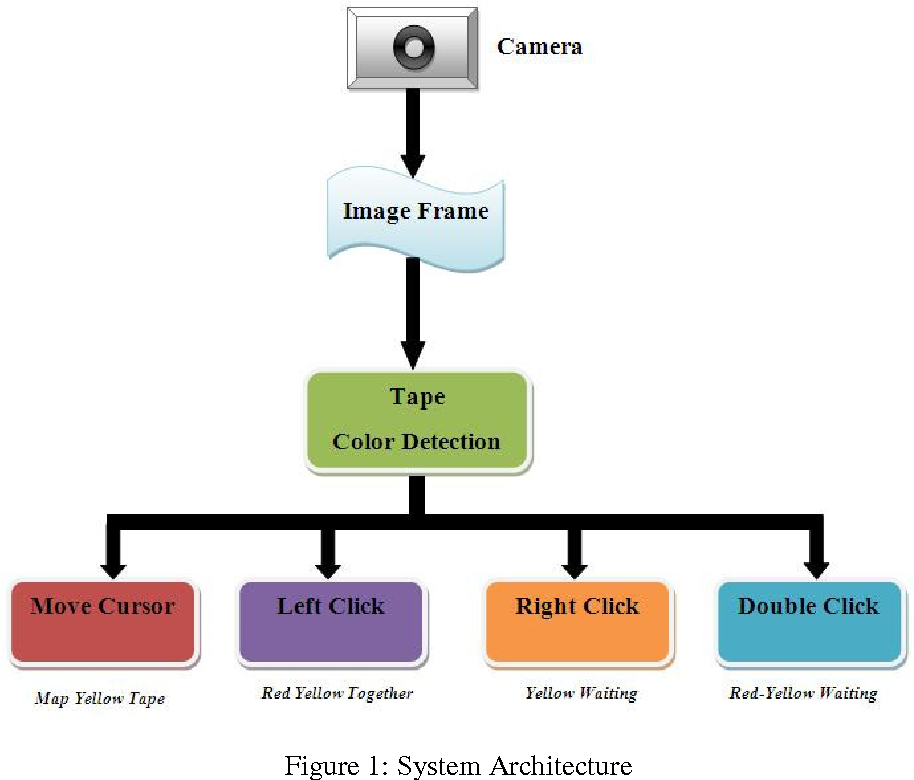 Camera
Image Frame
Tape
Color Detection
Move Cursor
Left Click
Right Click
Double Click
Map Yellow Tape
Red Yellow Together
Yellow Waiting
Red-Yellow Waiting
Figure 1: System Architecture